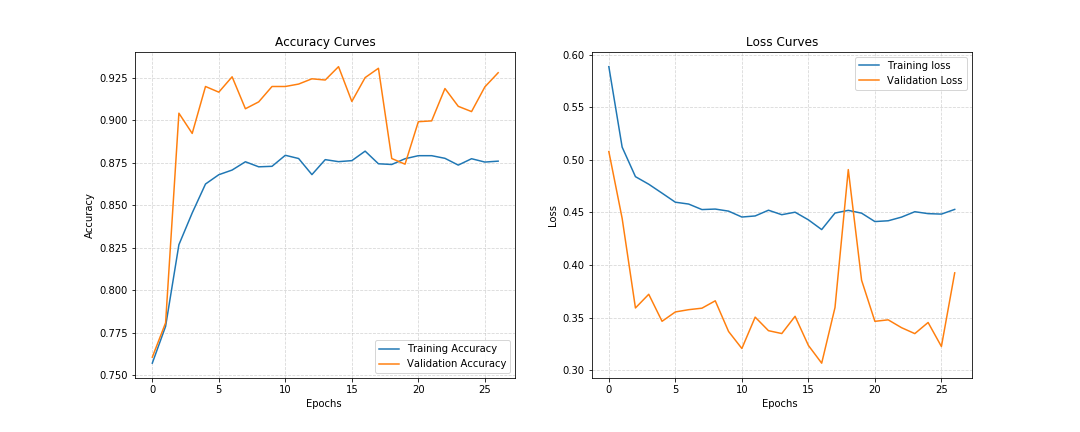 Accuracy Curves
0.925
0.900
0.875
0.850
0.825
0.800
0.775
0.750
Accuracy
0 5 10 15 20 25
Epochs
Training Accuracy
Validation Accuracy
Loss Curves
0.60
0.55
0.50
0.45
0.40
0.35
0.30
Loss
0 5 10 15 20 25
Epochs
Training loss
Validation Loss